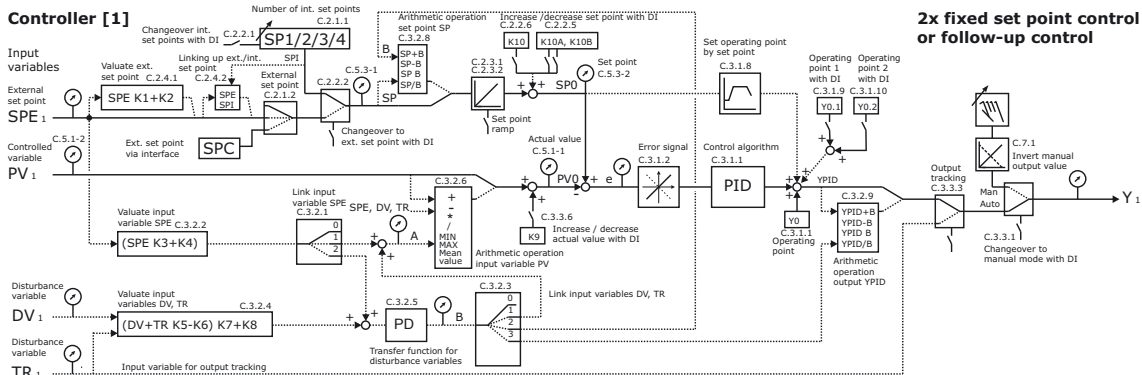 Controller [1]
2x fixed set point control
or follow-up control
Number of int. set points
C.2.1.1.1
Changeover int.
set points with DI
C.2.2.1
SP1/2/3/4
SPI
Input
variables
Valuate ext.
set point
C.2.4.1
Linking up ext./int.
set point
C.2.4.2
External
set point
C.2.1.2
C.2.2.2
C.5.3-1
External
set point
SPE 1
SPE K1+K2
SPE
SPI
Ext. set point
via interface
SPC
Changeover to
ext. set point with DI
SP
B
Arithmetic operation
set point SP
C.3.2.8
SP+B
SP-B
SP B
SP/B
Increase /decrease set point with DI
C.2.2.6
C.2.2.5
K10
K10A, K10B
C.2.3.1
C.2.3.2
Set point
ramp
+
+
SP0
Set point
C.5.3-2
Set operating point
by set point
C.3.1.8
Operating
point 2
with DI
C.3.1.9
Y0.1
Operating
point 2
with DI
C.3.1.10
Y0.2
+
+
Controlled
variable
C.5.1-2
PV 1
Actual value
C.5.1-1
PV0
+
-
e
Error signal
C.3.1.2
Control algorithm
C.3.1.1
PID
+
+
+
+
YPID
Y0
C.3.1.1
Operating
point
C.3.2.9
YPID+B
YPID-B
YPID B
YPID/B
Arithmetic
operation
output YPID
Output
tracking
C.3.3.3
Man
Auto
C.7.1
Invert manual
output value
C.3.3.1
Changeover to
manual mode with DI
Y 1
C.3.2.6
+
-
*
/
MIN
MAX
Mean
value
Arithmetic operation
input variable PV
+
+
C.3.3.6
K9
Increase / decrease
actual value with DI
Valuate input
variable SPE
C.3.2.2
(SPE K3+K4)
Link input
variable SPE
C.3.2.1
0
1
2
SPE, DV, TR
+
+
A
Link input variables DV, TR
Disturbance
variable
DV 1
Valuate input
variables DV, TR
C.3.2.4
(DV+TR K5-K6) K7+K8
+
+
C.3.2.5
PD
Transfer function for
disturbance variables
B
C.3.2.3
0
1
2
3
Disturbance
variable
TR 1
Input variable for output tracking